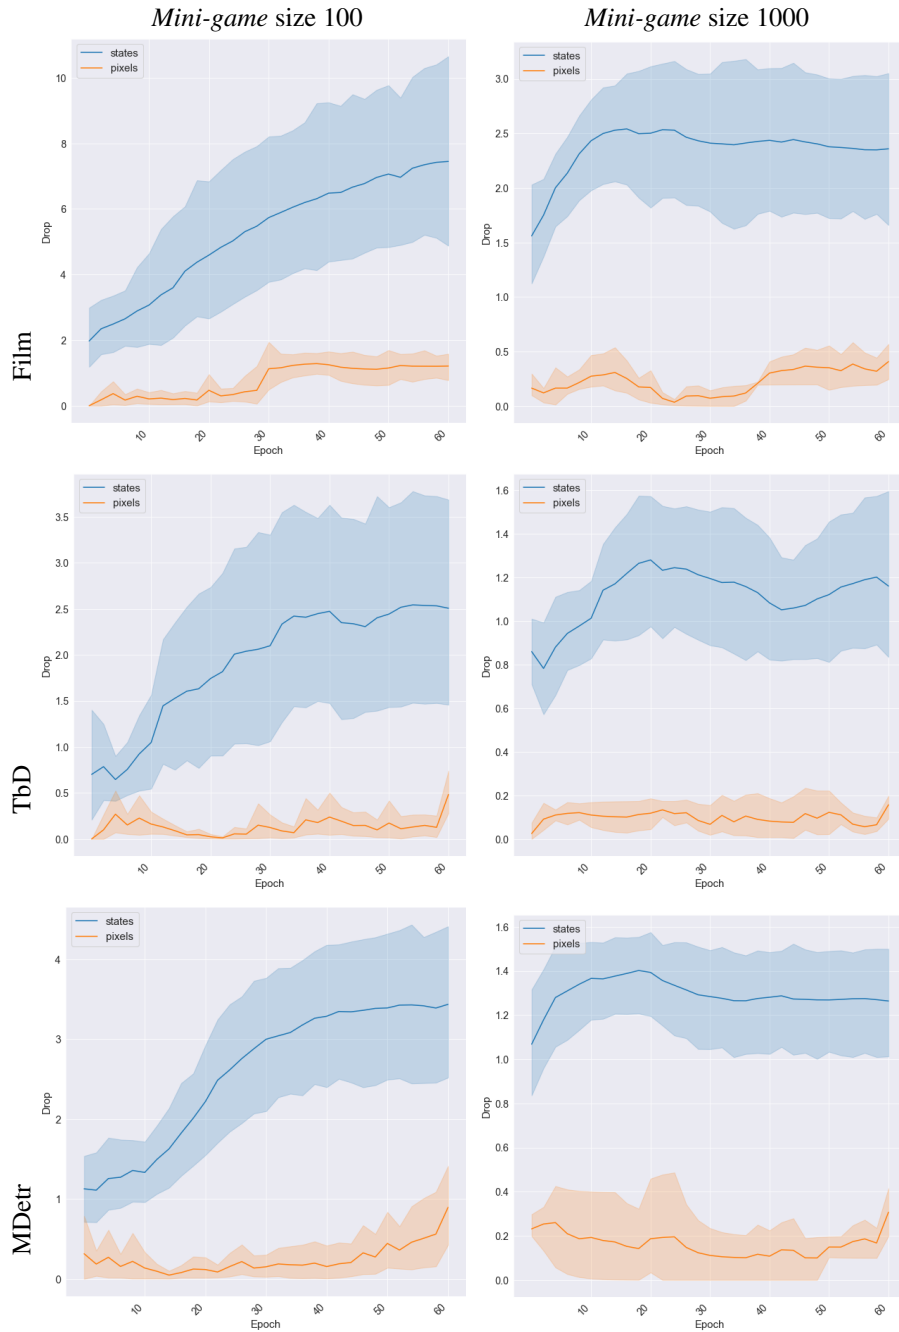 Mini-game size 100
Mini-game size 1000
Film
states
pixels
10
8
6
4
2
0
Drop
10
20
30
40
50
60
Epoch
states
pixels
3.0
2.5
2.0
1.5
1.0
0.5
0.0
Drop
10
20
30
40
50
60
Epoch
TbD
states
pixels
3.5
3.0
2.5
2.0
1.5
1.0
0.5
0.0
Drop
10
20
30
40
50
60
Epoch
states
pixels
1.6
1.4
1.2
1.0
0.8
0.6
0.4
0.2
0.0
Drop
10
20
30
40
50
60
Epoch
MDetr
states
pixels
4
3
2
1
0
Drop
10
20
30
40
50
60
Epoch
states
pixels
1.6
1.4
1.2
1.0
0.8
0.6
0.4
0.2
0.0
Drop
10
20
30
40
50
60
Epoch